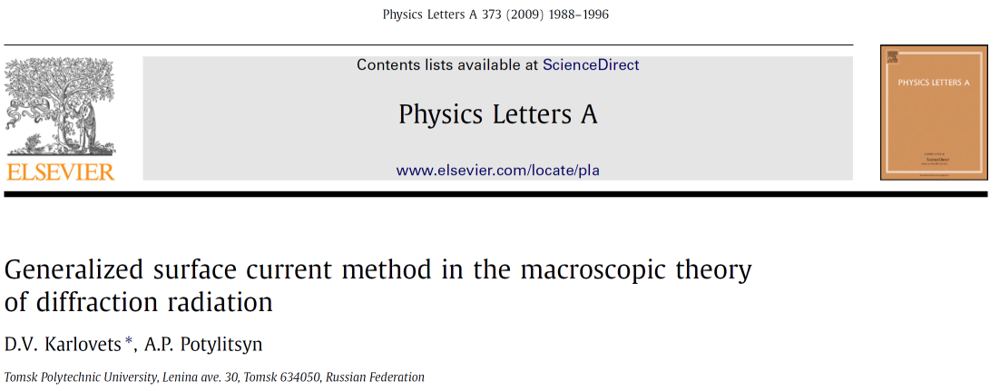 Physics Letters A 373 (2009) 1988–1996
Contents lists available at ScienceDirect
Physics Letters A
www.elsevier.com/locate/pla
ELSEVIER
PHYSICS LETTERS A
Generalized surface current method in the macroscopic theory
of diffraction radiation
D.V. Karlovets *, A.P. Potylitsyn
Tomsk Polytechnic University, Lenina ave. 30, Tomsk 634050, Russian Federation